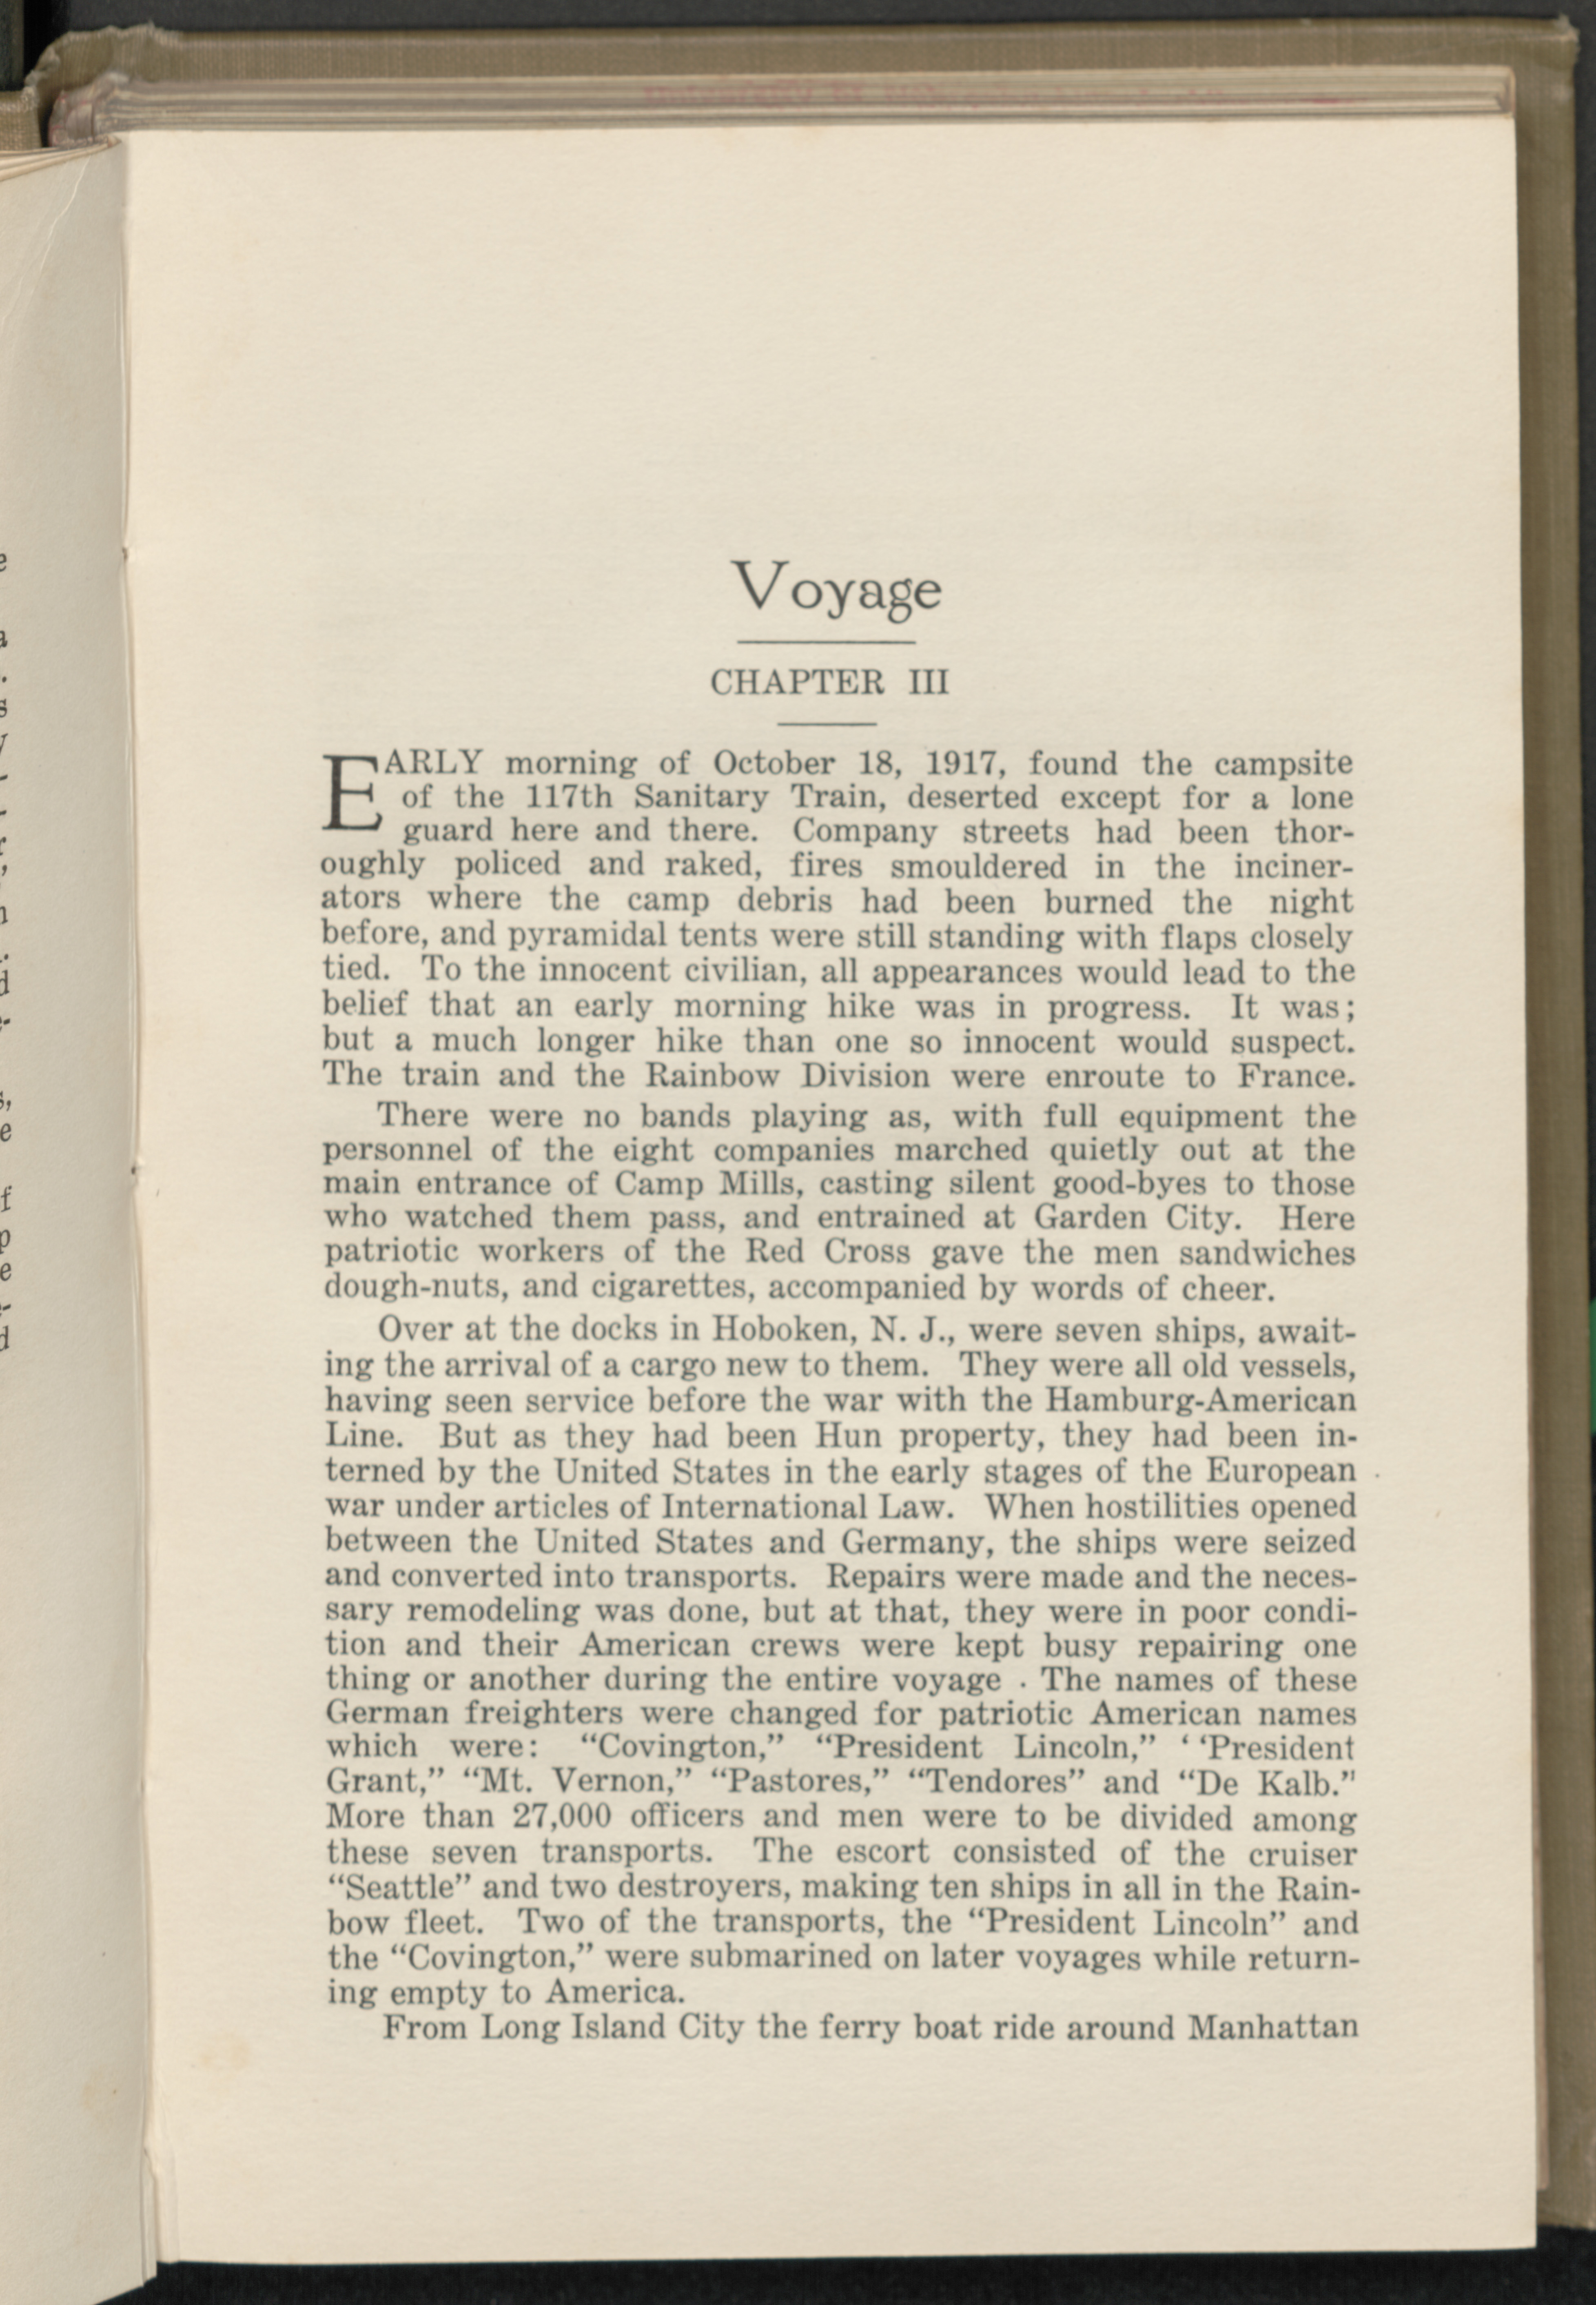 Voyage
CHAPTER III
EARLY morning of October 18, 1917, found the campsite
of the 117th Sanitary Train, deserted except for a lone
guard here and there. Company streets had been thor-
oughly policed and raked, fires smouldered in the inciner-
ators where the camp debris had been burned the night
before, and pyramidal tents were still standing with flaps closely
tied. To the innocent civilian, all appearances would lead to the
belief that an early morning hike was in progress. It was;
but a much longer hike than one so innocent would suspect.
The train and the Rainbow Division were enroute to France.
There were no bands playing as, with full equipment the
personnel of the eight companies marched quietly out at the
main entrance of Camp Mills, casting silent good-byes to those
who watched them pass, and entrained at Garden City. Here
patriotic workers of the Red Cross gave the men sandwiches
dough-nuts, and cigarettes, accompanied by words of cheer.
Over at the docks in Hoboken, N. J., were seven ships, await-
ing the arrival of a cargo new to them. They were all old vessels,
having seen service before the war with the Hamburg-American
Line. But as they had been Hun property, they had been in-
terned by the United States in the early stages of the European
war under articles of International Law. When hostilities opened
between the United States and Germany, the ships were seized
and converted into transports. Repairs were made and the neces-
sary remodeling was done, but at that, they were in poor condi-
tion and their American crews were kept busy repairing one
thing or another during the entire voyage . The names of these
German freighters were changed for patriotic American names
which were: “Covington,” “President Lincoln,” ‘ ‘President
Grant,” “Mt. Vernon,” “Pastores,” “Tendores” and “De Kalb.”
More than 27,000 officers and men were to be divided among
these seven transports. The escort consisted of the cruiser
“Seattle” and two destroyers, making ten ships in all in the Rain-
bow fleet. Two of the transports, the “President Lincoln” and
the “Covington,” were submarined on later voyages while return-
ing empty to America.
From Long Island City the ferry boat ride around Manhattan